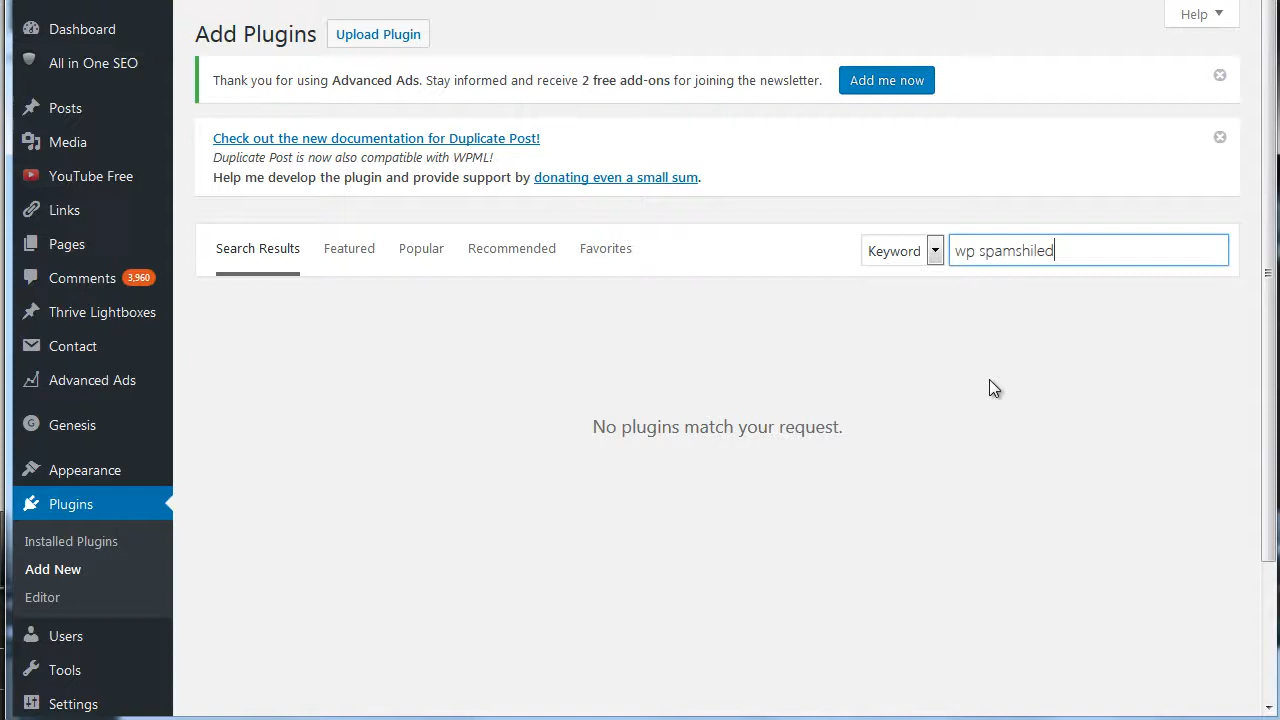 Dashboard
All in One SEO
Posts
Media
YouTube Free
Links
Pages
Comments 3,960
Thrive Lightboxes
Contact
Advanced Ads
Genesis
Appearance
Plugins
Installed Plugins
Add New
Editor
Users
Tools
Settings
Help
Add Plugins Upload Plugin
Thank you for using Advanced Ads. Stay informed and receive 2 free add-ons for joining the newsletter. Add me now
Check out the new documentation for Duplicate Post!
Duplicate Post is now also compatible with WPML!
Help me develop the plugin and provide support by donating even a small sum.
Search Results Featured Popular Recommended Favorites Keyword wp spamshiled
No plugins match your request.